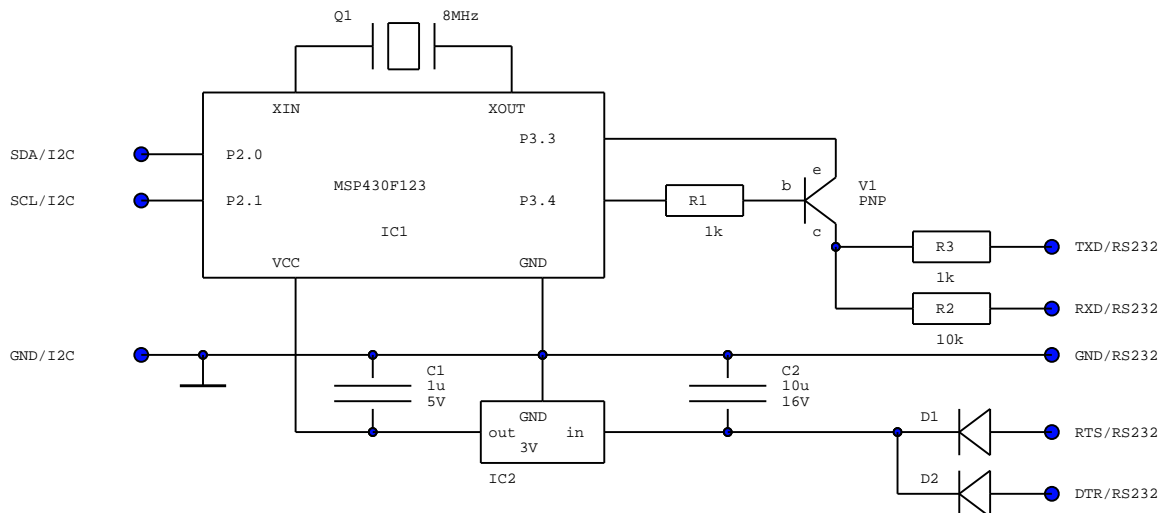 Q1 8MHz
XIN XOUT
P3.3
SDA/I2C P2.0
MSP430F123
SCL/I2C P2.1 P3.4
IC1
VCC GND
e
b
c
V1
PNP
R1
1k
R3
1k
TXD/RS232
R2
10k
RXD/RS232
GND/I2C GND/RS232
C1
1u
5V
C2
10u
16V
GND
out in
3V
IC2
D1 RTS/RS232
D2 DTR/RS232